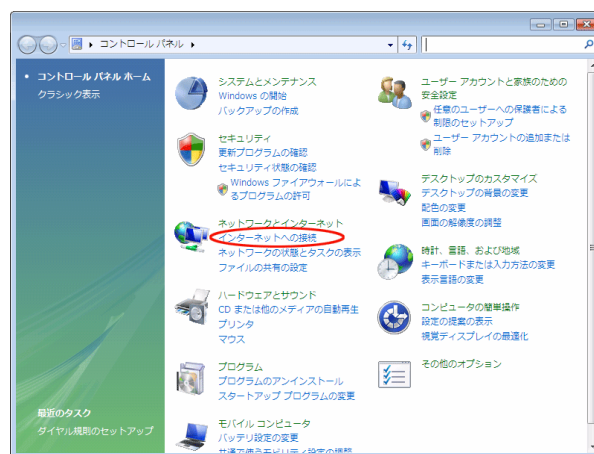 コントロール パネル
コントロール パネル ホーム
クラシック表示
システムとメンテナンス
Windows の開始
バックアップの作成
セキュリティ
更新プログラムの確認
セキュリティ状態の確認
Windows ファイアウォールによ
るプログラムの許可
ネットワークとインターネット
インターネットへの接続
ネットワークの状態とタスクの表示
ファイルの共有の設定
ハードウェアとサウンド
CD または他のメディアの自動再生
プリンタ
マウス
プログラム
プログラムのアンインストール
スタートアップ プログラムの変更
モバイル コンピュータ
バッテリ設定の変更
共通で使うモビリティ設定の調整
ユーザー アカウントと家族のための
安全設定
任意のユーザーへの保護者による
制限のセットアップ
ユーザー アカウントの追加または
削除
デスクトップのカスタマイズ
デスクトップの背景の変更
配色の変更
画面の解像度の調整
時計、言語、および地域
キーボードまたは入力方法の変更
表示言語の変更
コンピュータの簡単操作
設定の提案の表示
視覚ディスプレイの最適化
その他のオプション
最近のタスク
ダイヤル規則のセットアップ